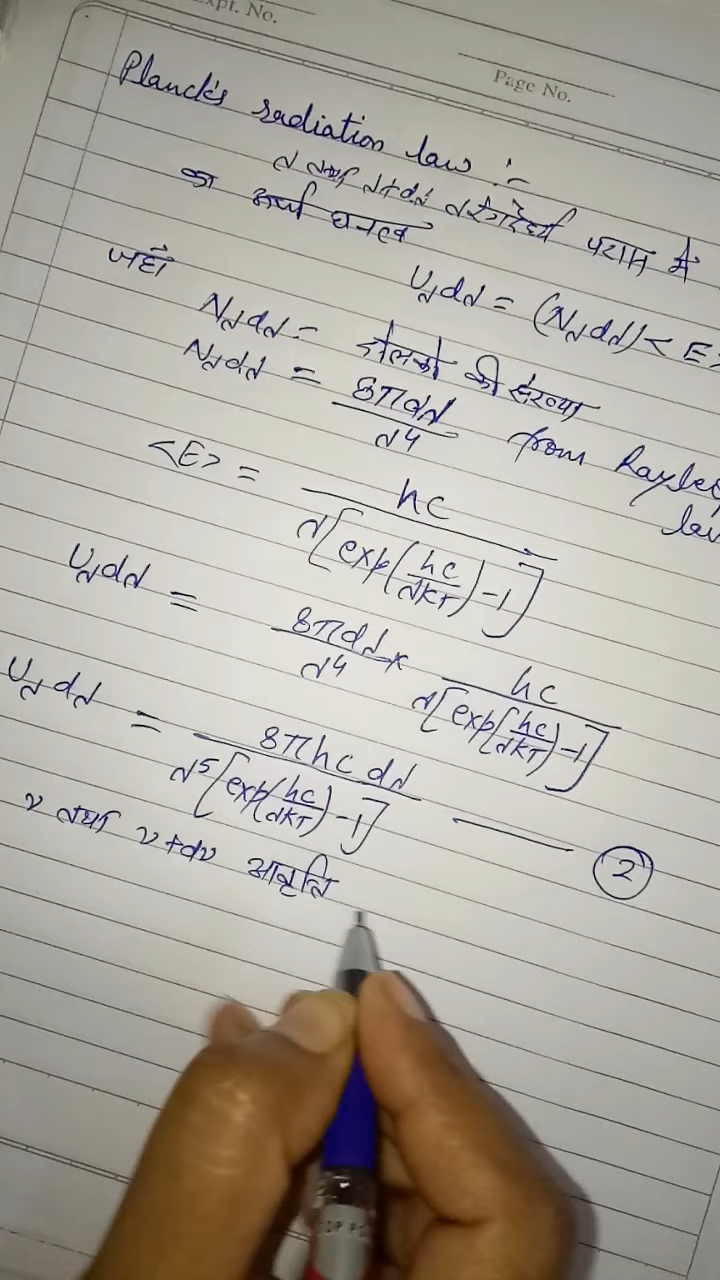 Expt. No.
Page No.
Planck's radiation law :-
λ तथा λ+dλ तरंगदैर्ध्य परास में
का ऊर्जा घनत्व
Uλdλ = (Nλdλ) <E>
जहाँ
Nλdλ = दोलकों की संख्या
Nλdλ = 8πdλ / λ⁴ from Rayle
law
<E> = hc / λ[exp(hc/λKT) -1]
Uλdλ = 8πdλ / λ⁴ × hc / λ[exp(hc/λKT) -1]
Uλdλ = 8πhc dλ / λ⁵[exp(hc/λKT) -1] —— ②
ν तथा ν+dν आवृत्ति